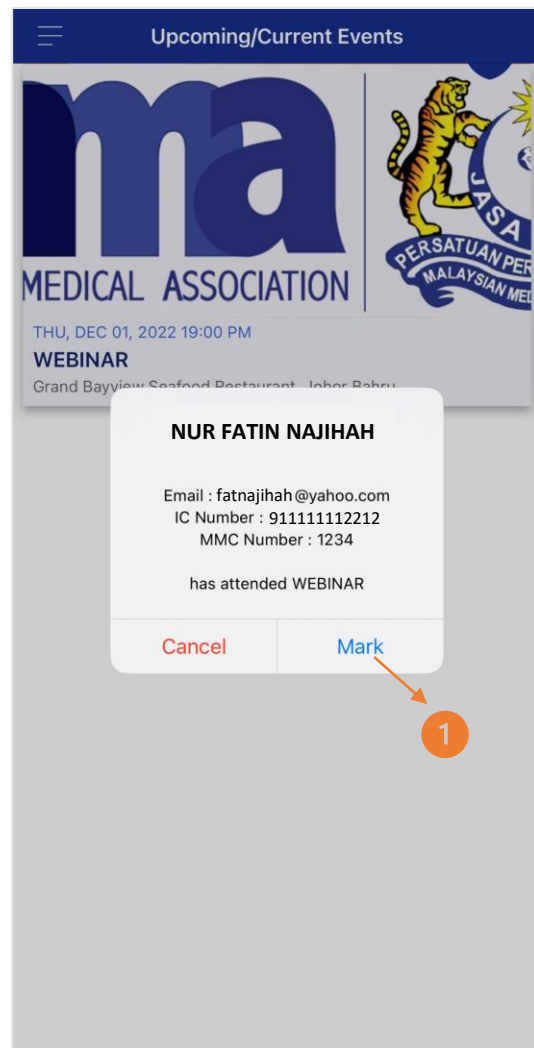 Upcoming/Current Events
ma
MEDICAL ASSOCIATION
JASA
PERSATUAN PER
MALAYSIAN MED
THU, DEC 01, 2022 19:00 PM
WEBINAR
Grand Bayview Seafood Restaurant, Johor Bahru
NUR FATIN NAJIHAH
Email : fatnajihah@yahoo.com
IC Number : 911111112212
MMC Number : 1234
has attended WEBINAR
Cancel
Mark
1